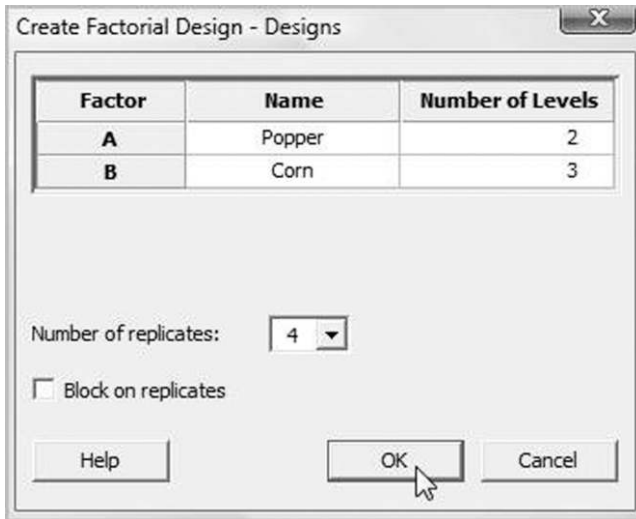 Create Factorial Design - Designs
Factor Name Number of Levels
A Popper 2
B Corn 3
Number of replicates: 4
Block on replicates
Help OK Cancel